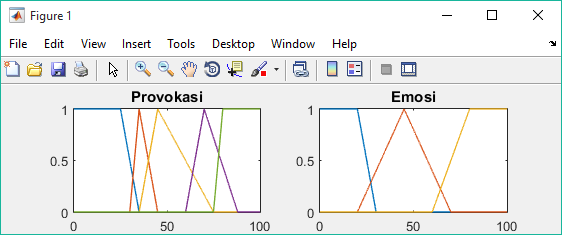 Figure 1
File Edit View Insert Tools Desktop Window Help
Provokasi
1
0.5
0
0 50 100
Emosi
1
0.5
0
0 50 100